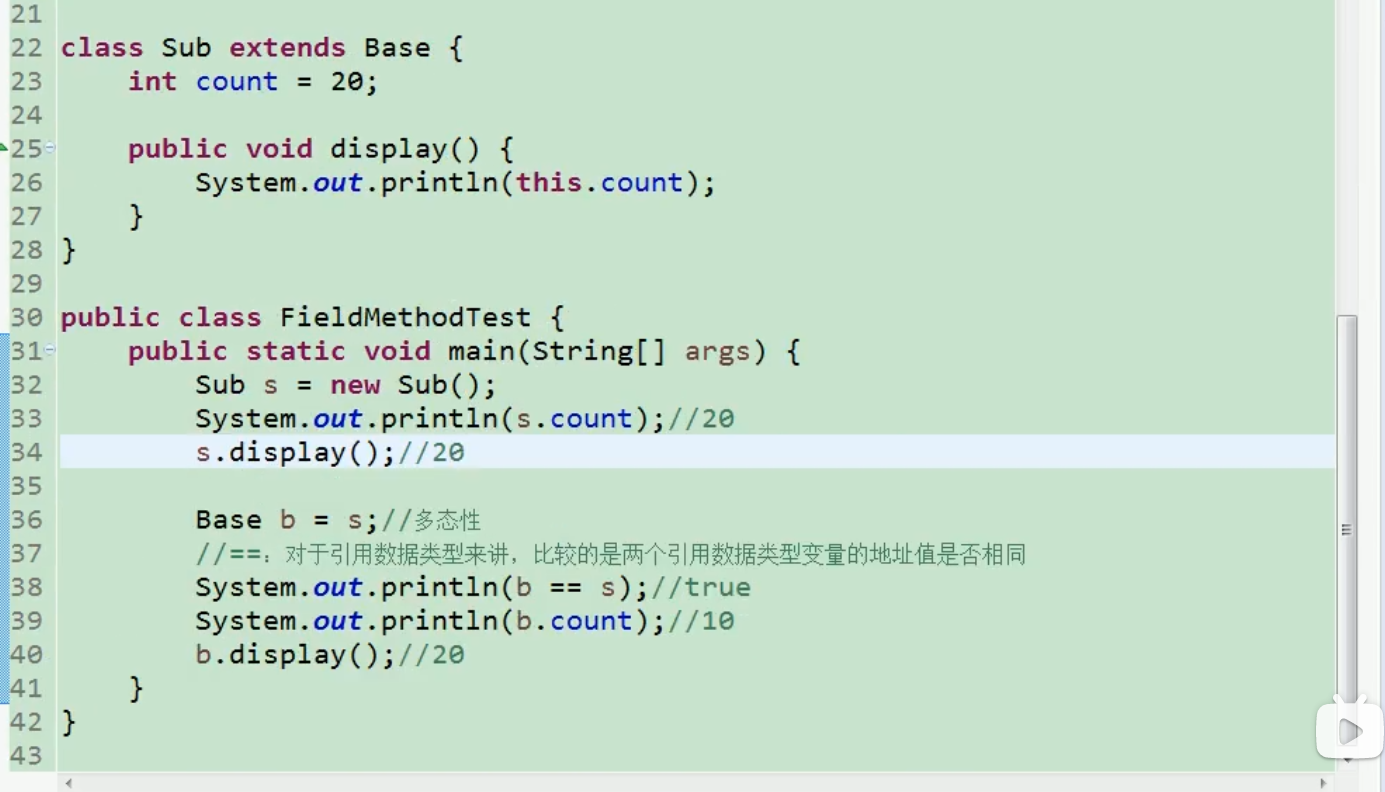 21
22 class Sub extends Base {
23     int count = 20;
24
25     public void display() {
26         System.out.println(this.count);
27     }
28 }
29
30 public class FieldMethodTest {
31     public static void main(String[] args) {
32         Sub s = new Sub();
33         System.out.println(s.count);//20
34         s.display();//20
35
36         Base b = s;//多态性
37         //==: 对于引用数据类型来讲，比较的是两个引用数据类型变量的地址值是否相同
38         System.out.println(b == s);//true
39         System.out.println(b.count);//10
40         b.display();//20
41     }
42 }
43